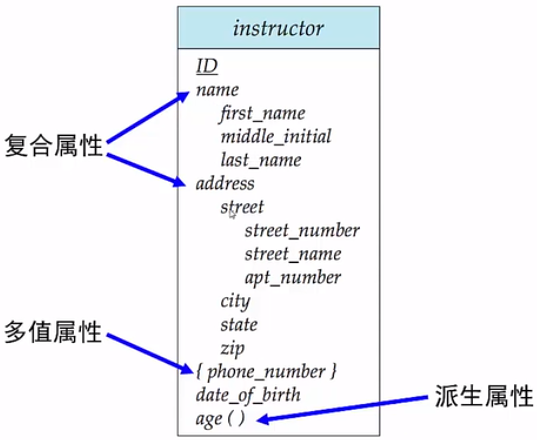 instructor
ID
name
first_name
middle_initial
last_name
复合属性
address
street
street_number
street_name
apt_number
city
state
多值属性
zip
{ phone_number }
date_of_birth
派生属性
age ( )